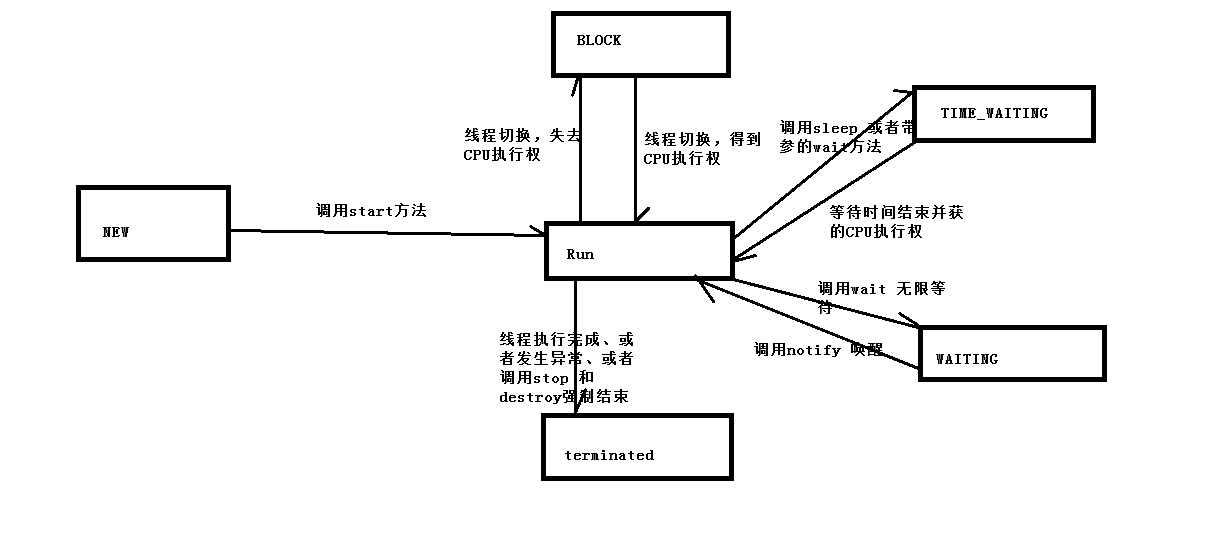 BLOCK
TIME_WAITING
线程切换，失去
CPU执行权
线程切换，得到
CPU执行权
调用sleep 或者带
参的wait方法
NEW
调用start方法
等待时间结束并获
的CPU执行权
Run
调用wait 无限等
待
调用notify 唤醒
WAITING
线程执行完成、或
者发生异常、或者
调用stop 和
destroy强制结束
terminated